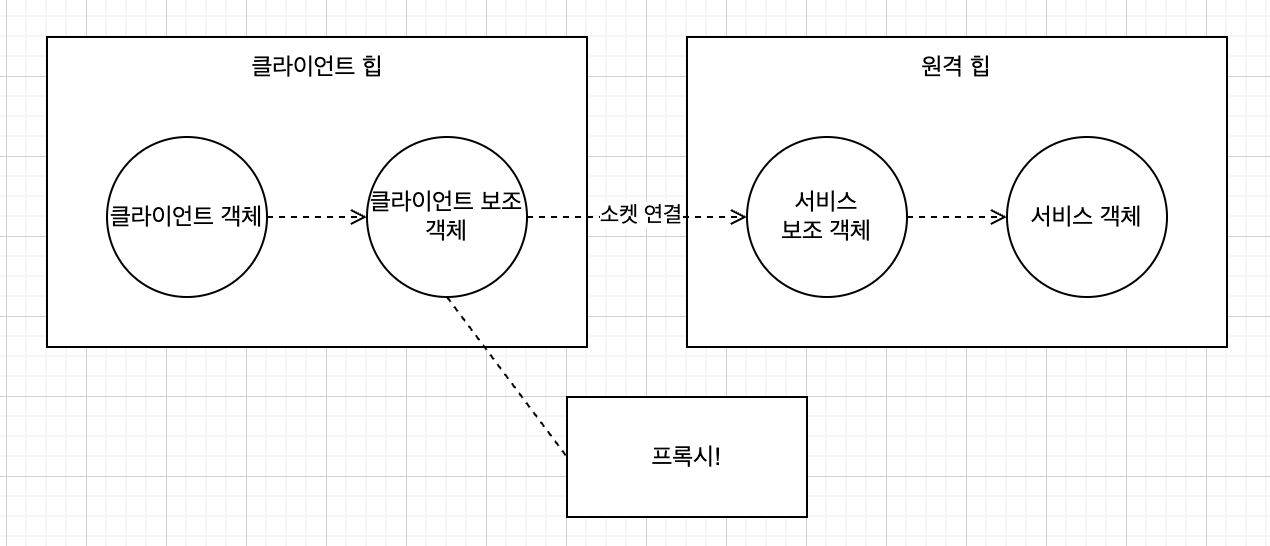 클라이언트 힙
원격 힙
클라이언트 객체
클라이언트 보조
객체
소켓 연결
서비스
보조 객체
서비스 객체
프록시!